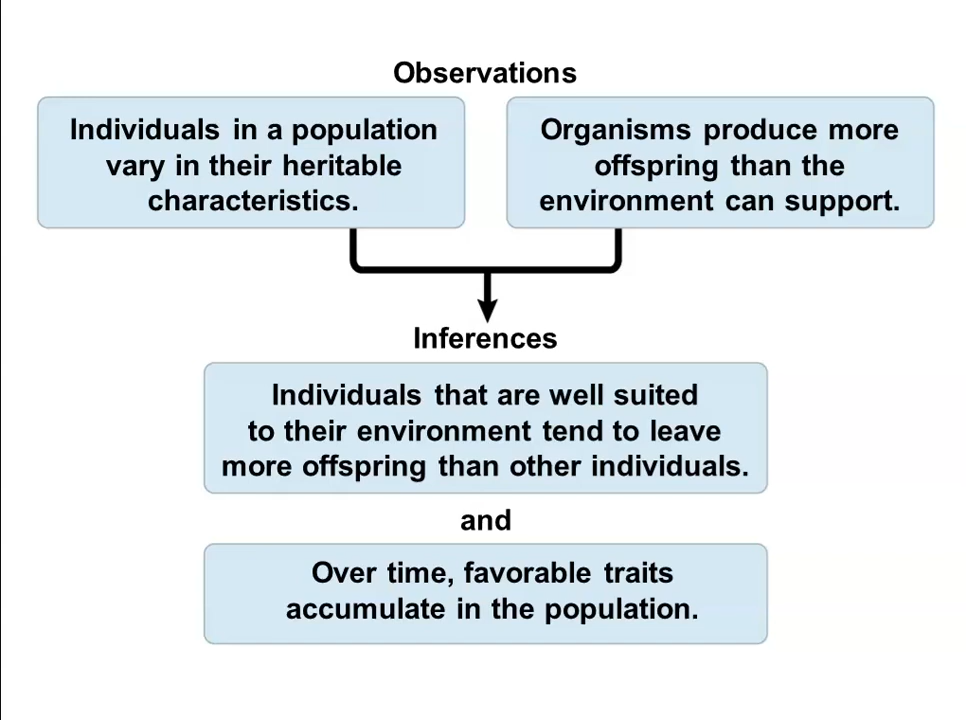 Observations
Individuals in a population
vary in their heritable
characteristics.
Organisms produce more
offspring than the
environment can support.
Inferences
Individuals that are well suited
to their environment tend to leave
more offspring than other individuals.
and
Over time, favorable traits
accumulate in the population.